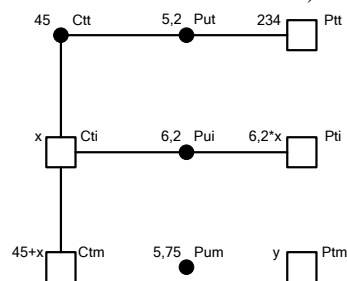 45 Ctt 5,2 Put 234 Ptt
x Cti 6,2 Pui 6,2*x Pti
45+x Ctm 5,75 Pum y Ptm